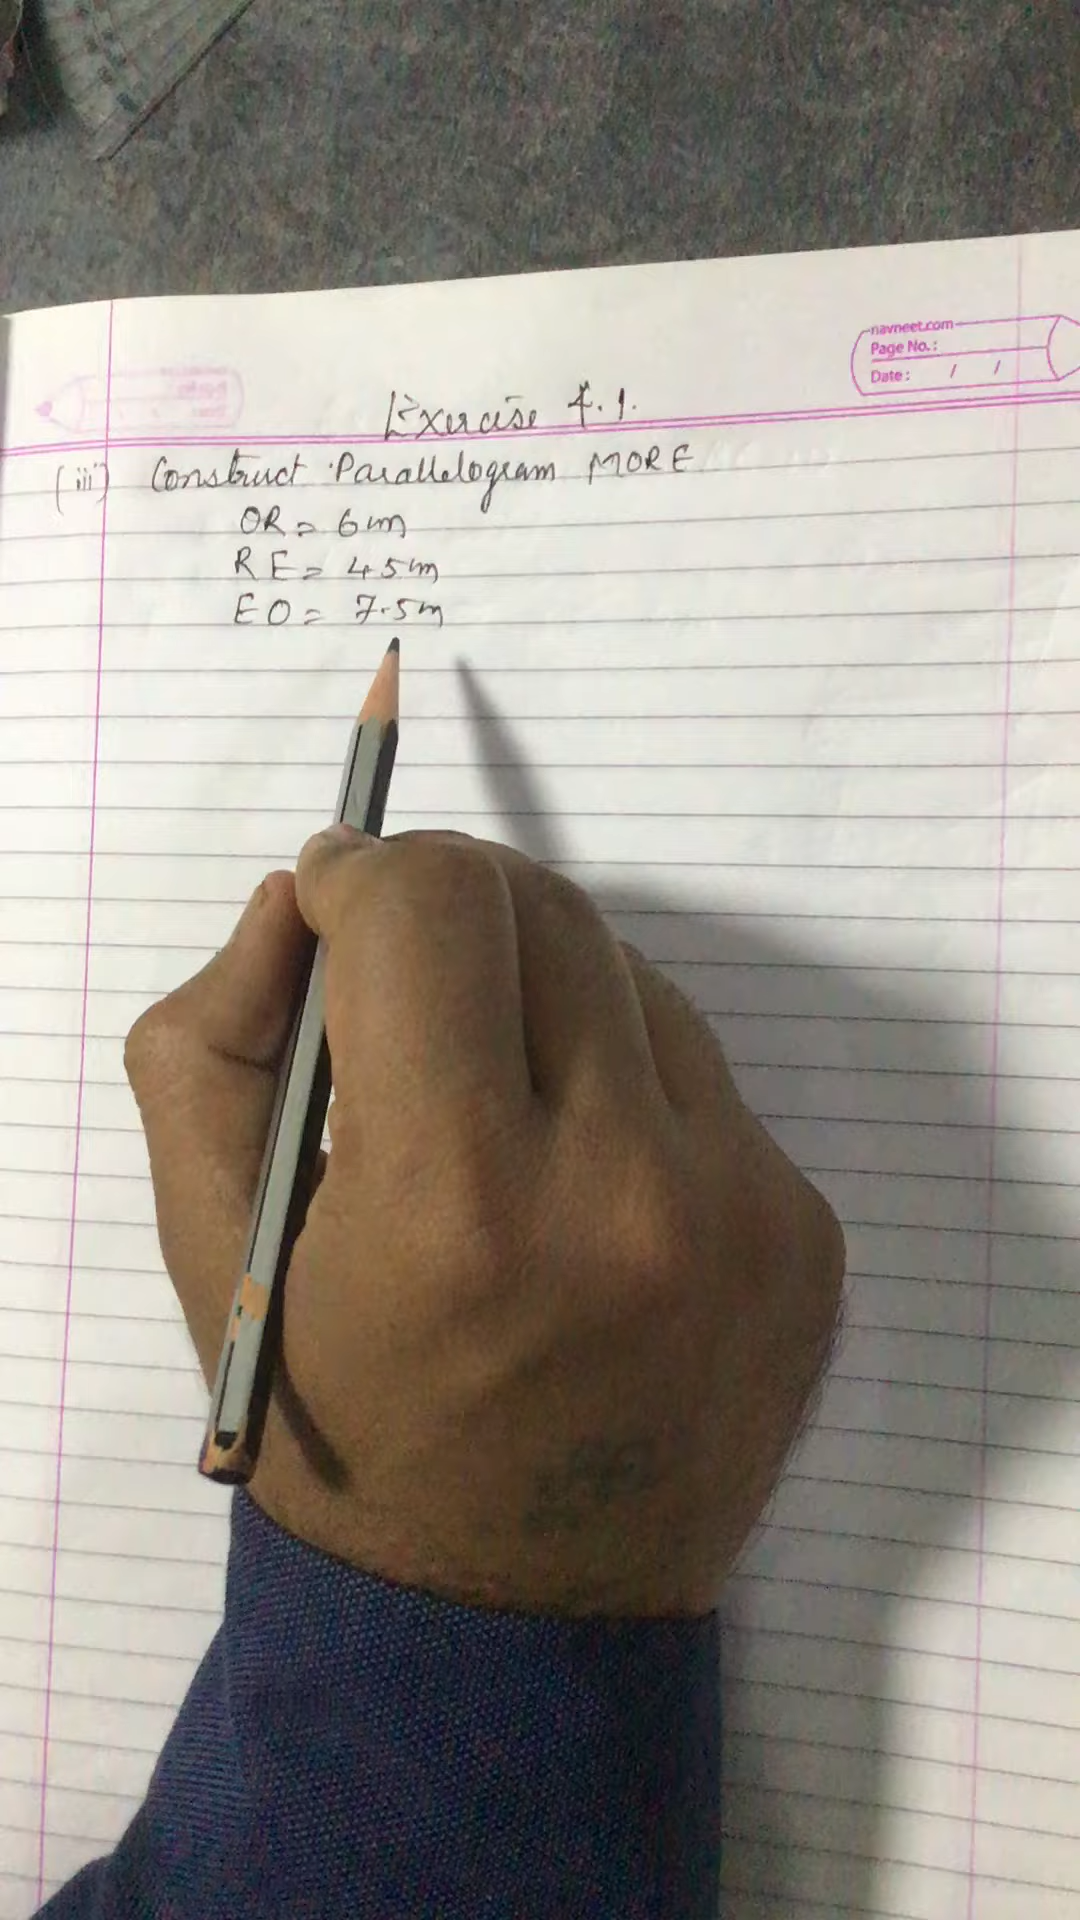 navneet.com
Page No.:
Date: / /
Exercise 4.1.
(iii) Construct Parallelogram MORE
OR = 6cm
RE = 4.5cm
EO = 7.5cm